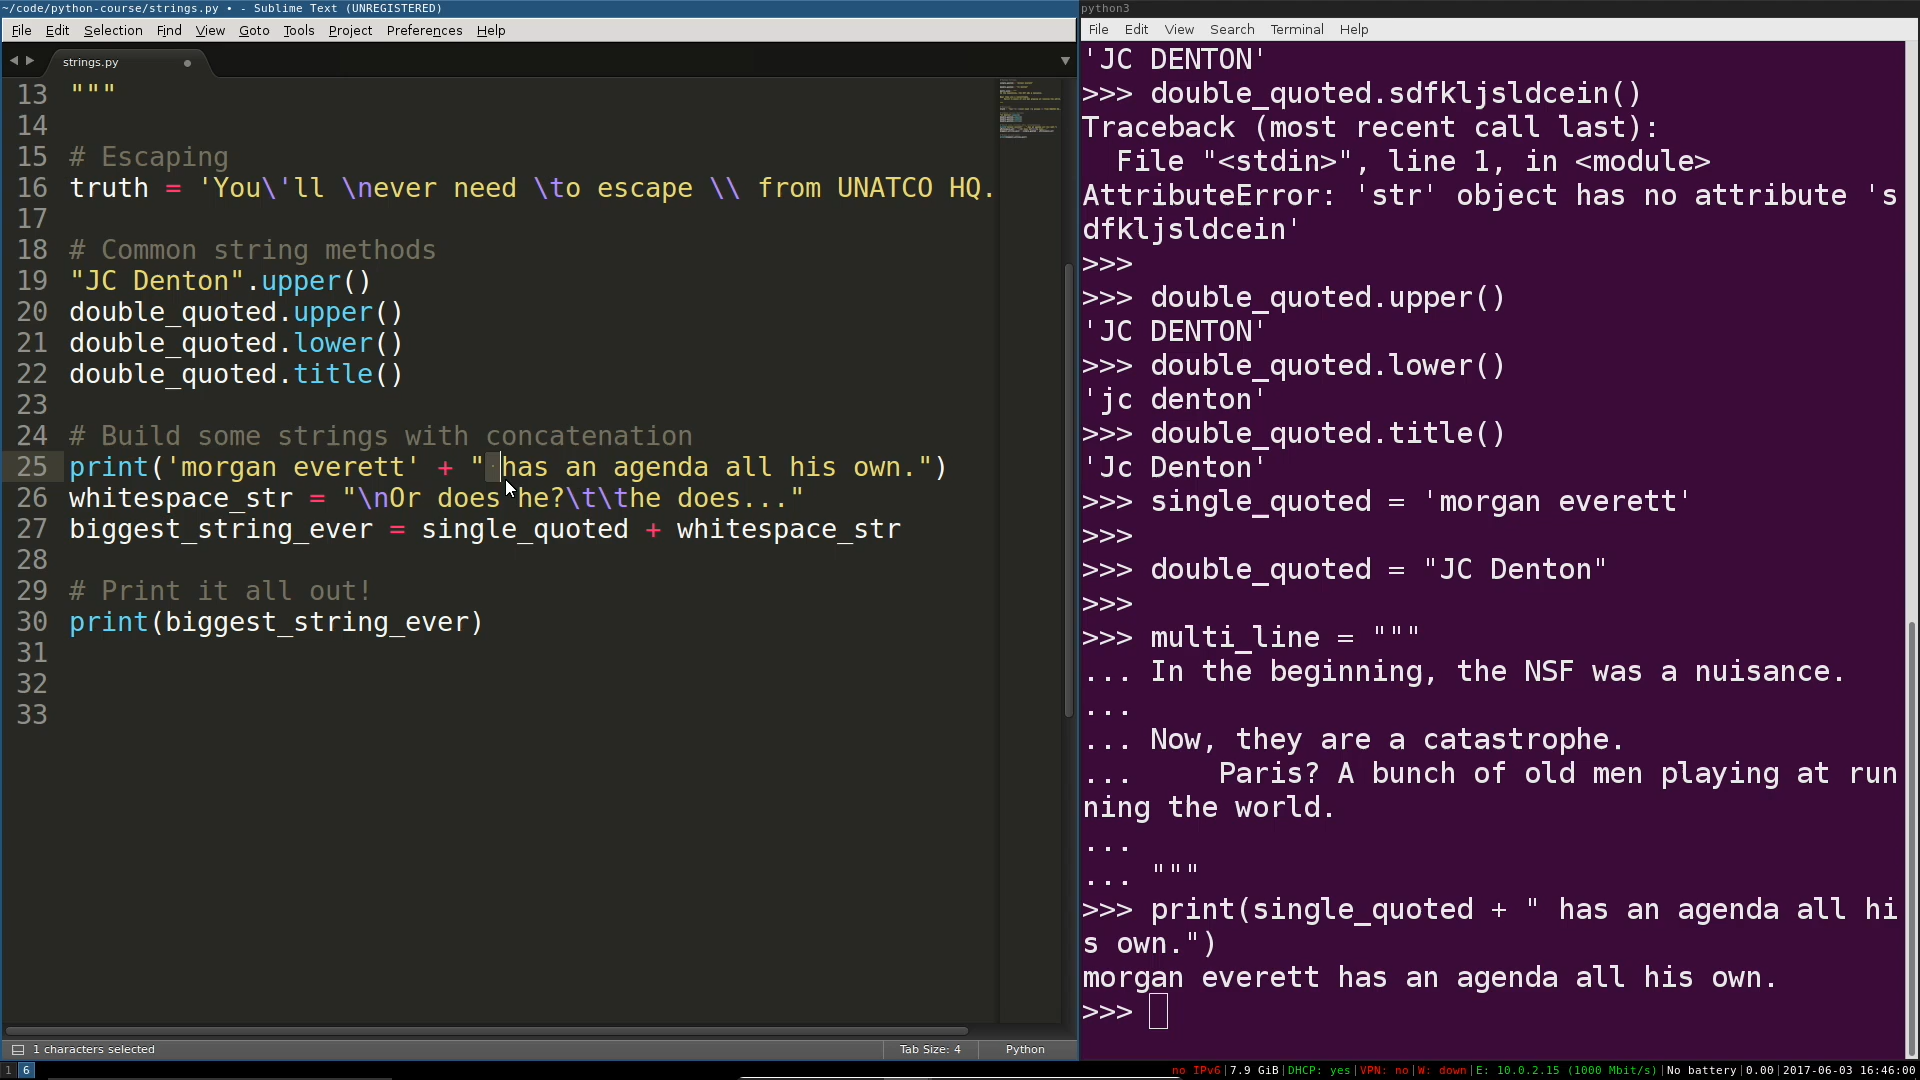 ~/code/python-course/strings.py • - Sublime Text (UNREGISTERED)
File Edit Selection Find View Goto Tools Project Preferences Help
strings.py
13 """
14
15 # Escaping
16 truth = 'You\'ll \never need \to escape \\ from UNATCO HQ.
17
18 # Common string methods
19 "JC Denton".upper()
20 double_quoted.upper()
21 double_quoted.lower()
22 double_quoted.title()
23
24 # Build some strings with concatenation
25 print('morgan everett' + " has an agenda all his own.")
26 whitespace_str = "\nOr does he?\t\the does..."
27 biggest_string_ever = single_quoted + whitespace_str
28
29 # Print it all out!
30 print(biggest_string_ever)
31
32
33
1 characters selected
Tab Size: 4
Python
python3
File Edit View Search Terminal Help
'JC DENTON'
>>> double_quoted.sdfkljsldcein()
Traceback (most recent call last):
  File "<stdin>", line 1, in <module>
AttributeError: 'str' object has no attribute 's
dfkljsldcein'
>>>
>>> double_quoted.upper()
'JC DENTON'
>>> double_quoted.lower()
'jc denton'
>>> double_quoted.title()
'Jc Denton'
>>> single_quoted = 'morgan everett'
>>>
>>> double_quoted = "JC Denton"
>>>
>>> multi_line = """
... In the beginning, the NSF was a nuisance.
...
... Now, they are a catastrophe.
...     Paris? A bunch of old men playing at run
ning the world.
...
... """
>>> print(single_quoted + " has an agenda all hi
s own.")
morgan everett has an agenda all his own.
>>>
1 6
no IPv6|7.9 GiB|DHCP: yes|VPN: no|W: down|E: 10.0.2.15 (1000 Mbit/s)|No battery|0.00|2017-06-03 16:46:00